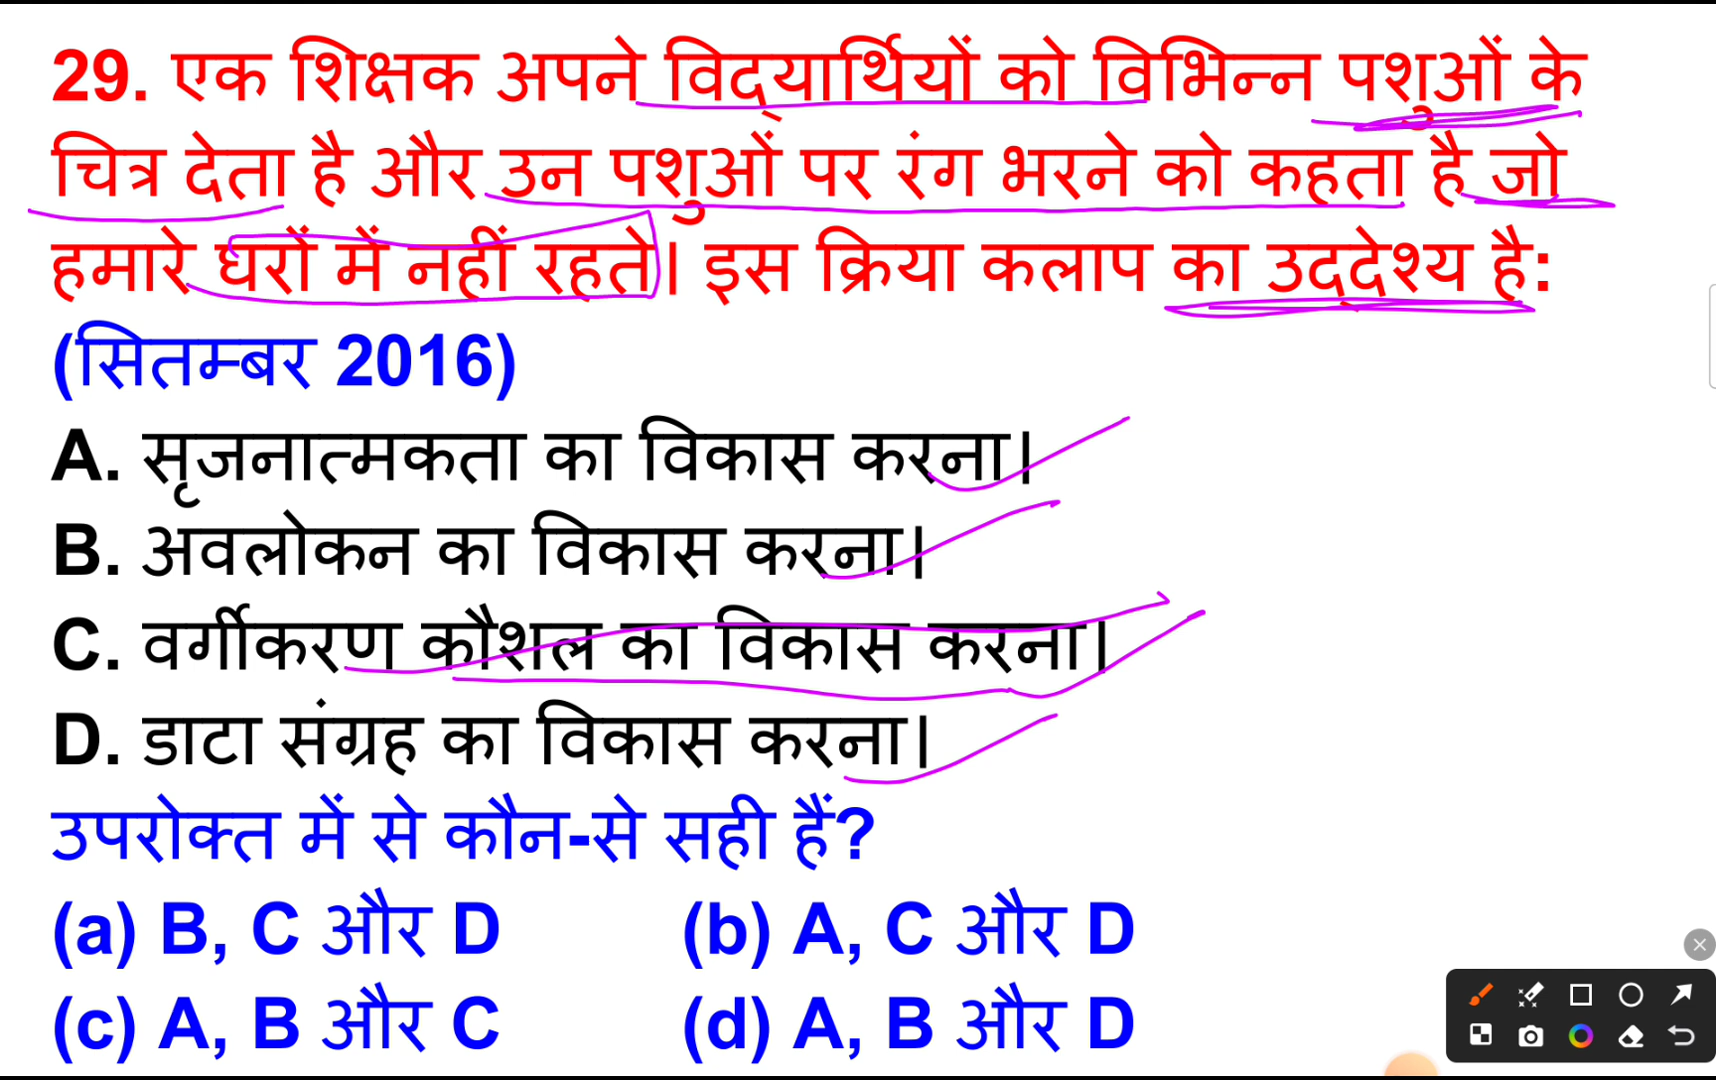 29. एक शिक्षक अपने विद्यार्थियों को विभिन्न पशुओं के
चित्र देता है और उन पशुओं पर रंग भरने को कहता है जो
हमारे घरों में नहीं रहते। इस क्रिया कलाप का उद्देश्य है:
(सितम्बर 2016)
A. सृजनात्मकता का विकास करना।
B. अवलोकन का विकास करना।
C. वर्गीकरण कौशल का विकास करना।
D. डाटा संग्रह का विकास करना।
उपरोक्त में से कौन-से सही हैं?
(a) B, C और D (b) A, C और D
(c) A, B और C (d) A, B और D